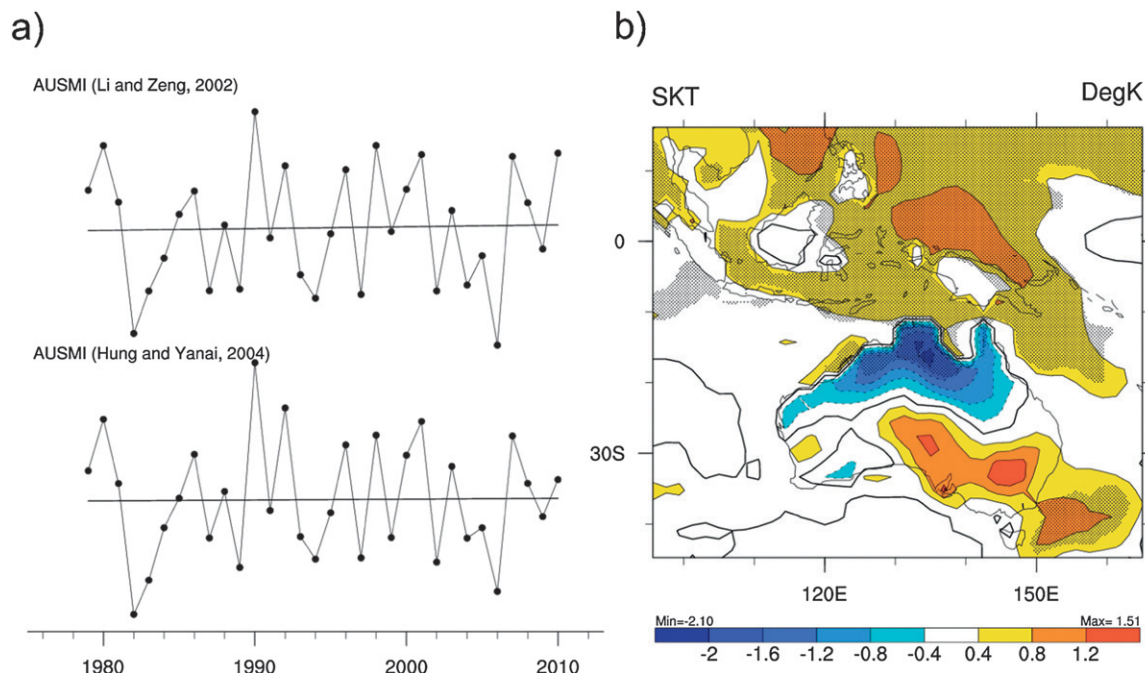 a)
AUSMI (Li and Zeng, 2002)
AUSMI (Hung and Yanai, 2004)
1980 1990 2000 2010
b)
SKT DegK
0
30S
120E 150E
Min=-2.10 Max= 1.51
-2 -1.6 -1.2 -0.8 -0.4 0.4 0.8 1.2